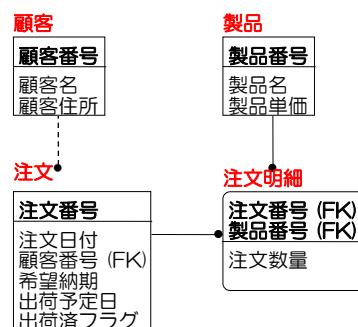 顧客
顧客番号
顧客名
顧客住所
製品
製品番号
製品名
製品単価
注文
注文番号
注文日付
顧客番号 (FK)
希望納期
出荷予定日
出荷済フラグ
注文明細
注文番号 (FK)
製品番号 (FK)
注文数量